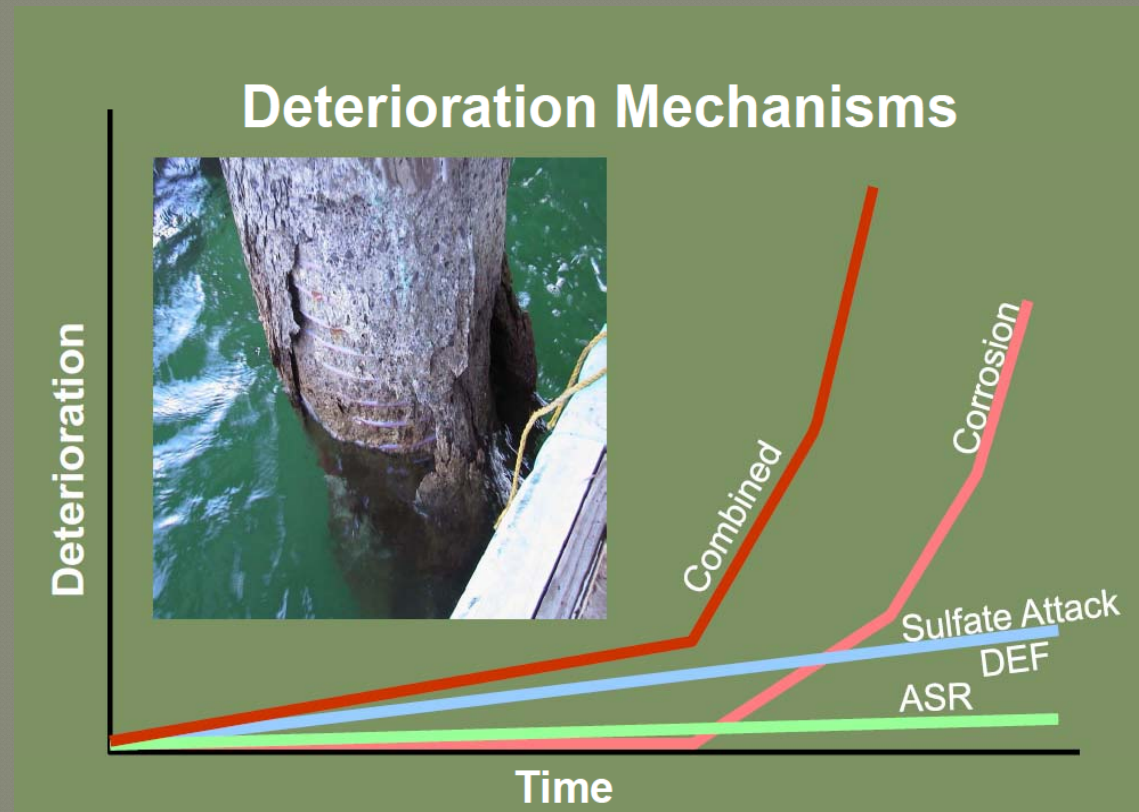 Deterioration Mechanisms
Deterioration
Combined
Corrosion
Sulfate Attack
DEF
ASR
Time